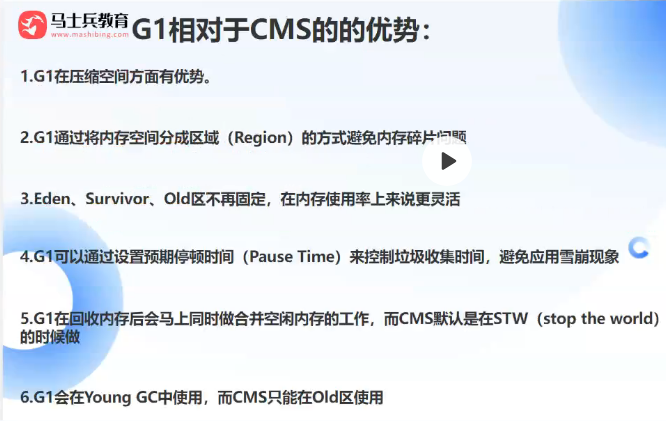 马士兵教育
www.mashibing.com
G1相对于CMS的的优势：
1.G1在压缩空间方面有优势。
2.G1通过将内存空间分成区域（Region）的方式避免内存碎片问题
3.Eden、Survivor、Old区不再固定，在内存使用率上来说更灵活
4.G1可以通过设置预期停顿时间（Pause Time）来控制垃圾收集时间，避免应用雪崩现象
5.G1在回收内存后会马上同时做合并空闲内存的工作，而CMS默认是在STW（stop the world）
的时候做
6.G1会在Young GC中使用，而CMS只能在Old区使用